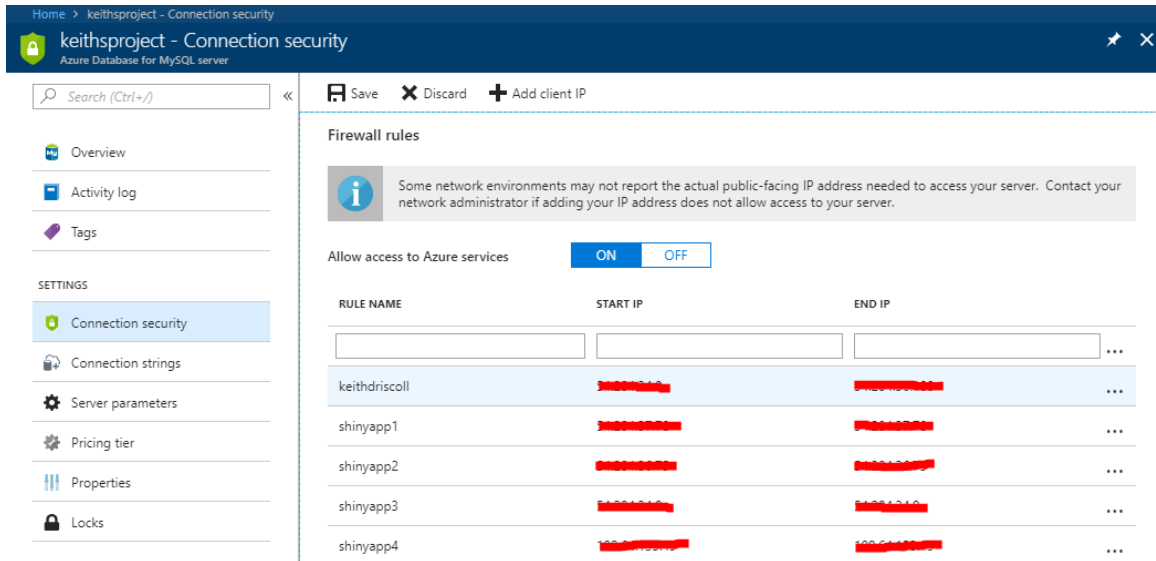 Home > keithsproject - Connection security
keithsproject - Connection security
Azure Database for MySQL server
Search (Ctrl+/)
Overview
Activity log
Tags
SETTINGS
Connection security
Connection strings
Server parameters
Pricing tier
Properties
Locks
Save Discard Add client IP
Firewall rules
Some network environments may not report the actual public-facing IP address needed to access your server. Contact your
network administrator if adding your IP address does not allow access to your server.
Allow access to Azure services ON OFF
RULE NAME START IP END IP
keithdriscoll
shinyapp1
shinyapp2
shinyapp3
shinyapp4